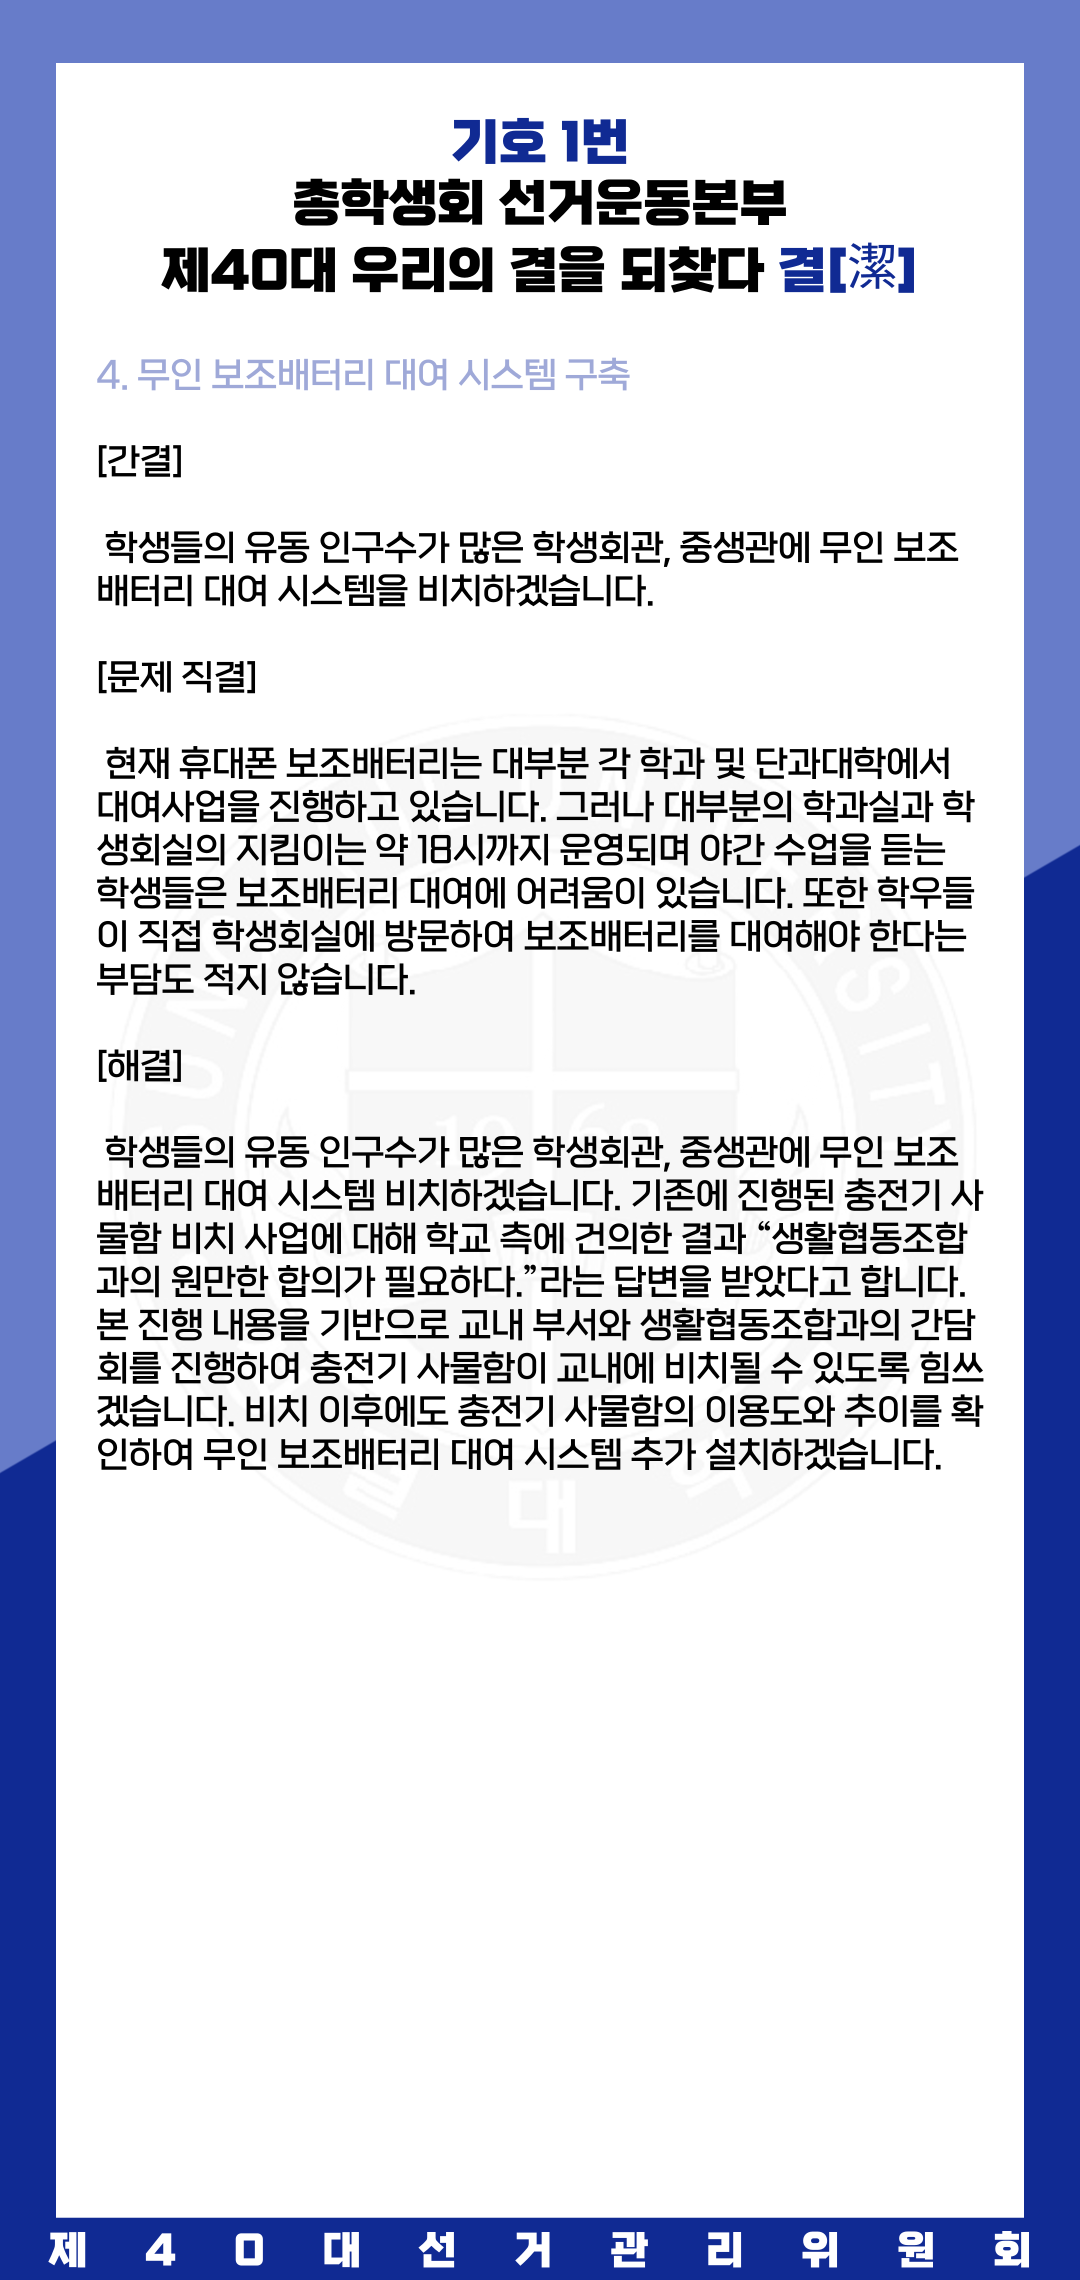 기호 1번
총학생회 선거운동본부
제40대 우리의 결을 되찾다 결[潔]
4. 무인 보조배터리 대여 시스템 구축
[간결]
학생들의 유동 인구수가 많은 학생회관, 중생관에 무인 보조
배터리 대여 시스템을 비치하겠습니다.
[문제 직결]
현재 휴대폰 보조배터리는 대부분 각 학과 및 단과대학에서
대여사업을 진행하고 있습니다. 그러나 대부분의 학과실과 학
생회실의 지킴이는 약 18시까지 운영되며 야간 수업을 듣는
학생들은 보조배터리 대여에 어려움이 있습니다. 또한 학우들
이 직접 학생회실에 방문하여 보조배터리를 대여해야 한다는
부담도 적지 않습니다.
[해결]
학생들의 유동 인구수가 많은 학생회관, 중생관에 무인 보조
배터리 대여 시스템 비치하겠습니다. 기존에 진행된 충전기 사
물함 비치 사업에 대해 학교 측에 건의한 결과 “생활협동조합
과의 원만한 합의가 필요하다.”라는 답변을 받았다고 합니다.
본 진행 내용을 기반으로 교내 부서와 생활협동조합과의 간담
회를 진행하여 충전기 사물함이 교내에 비치될 수 있도록 힘쓰
겠습니다. 비치 이후에도 충전기 사물함의 이용도와 추이를 확
인하여 무인 보조배터리 대여 시스템 추가 설치하겠습니다.
제40대선거관리위원회